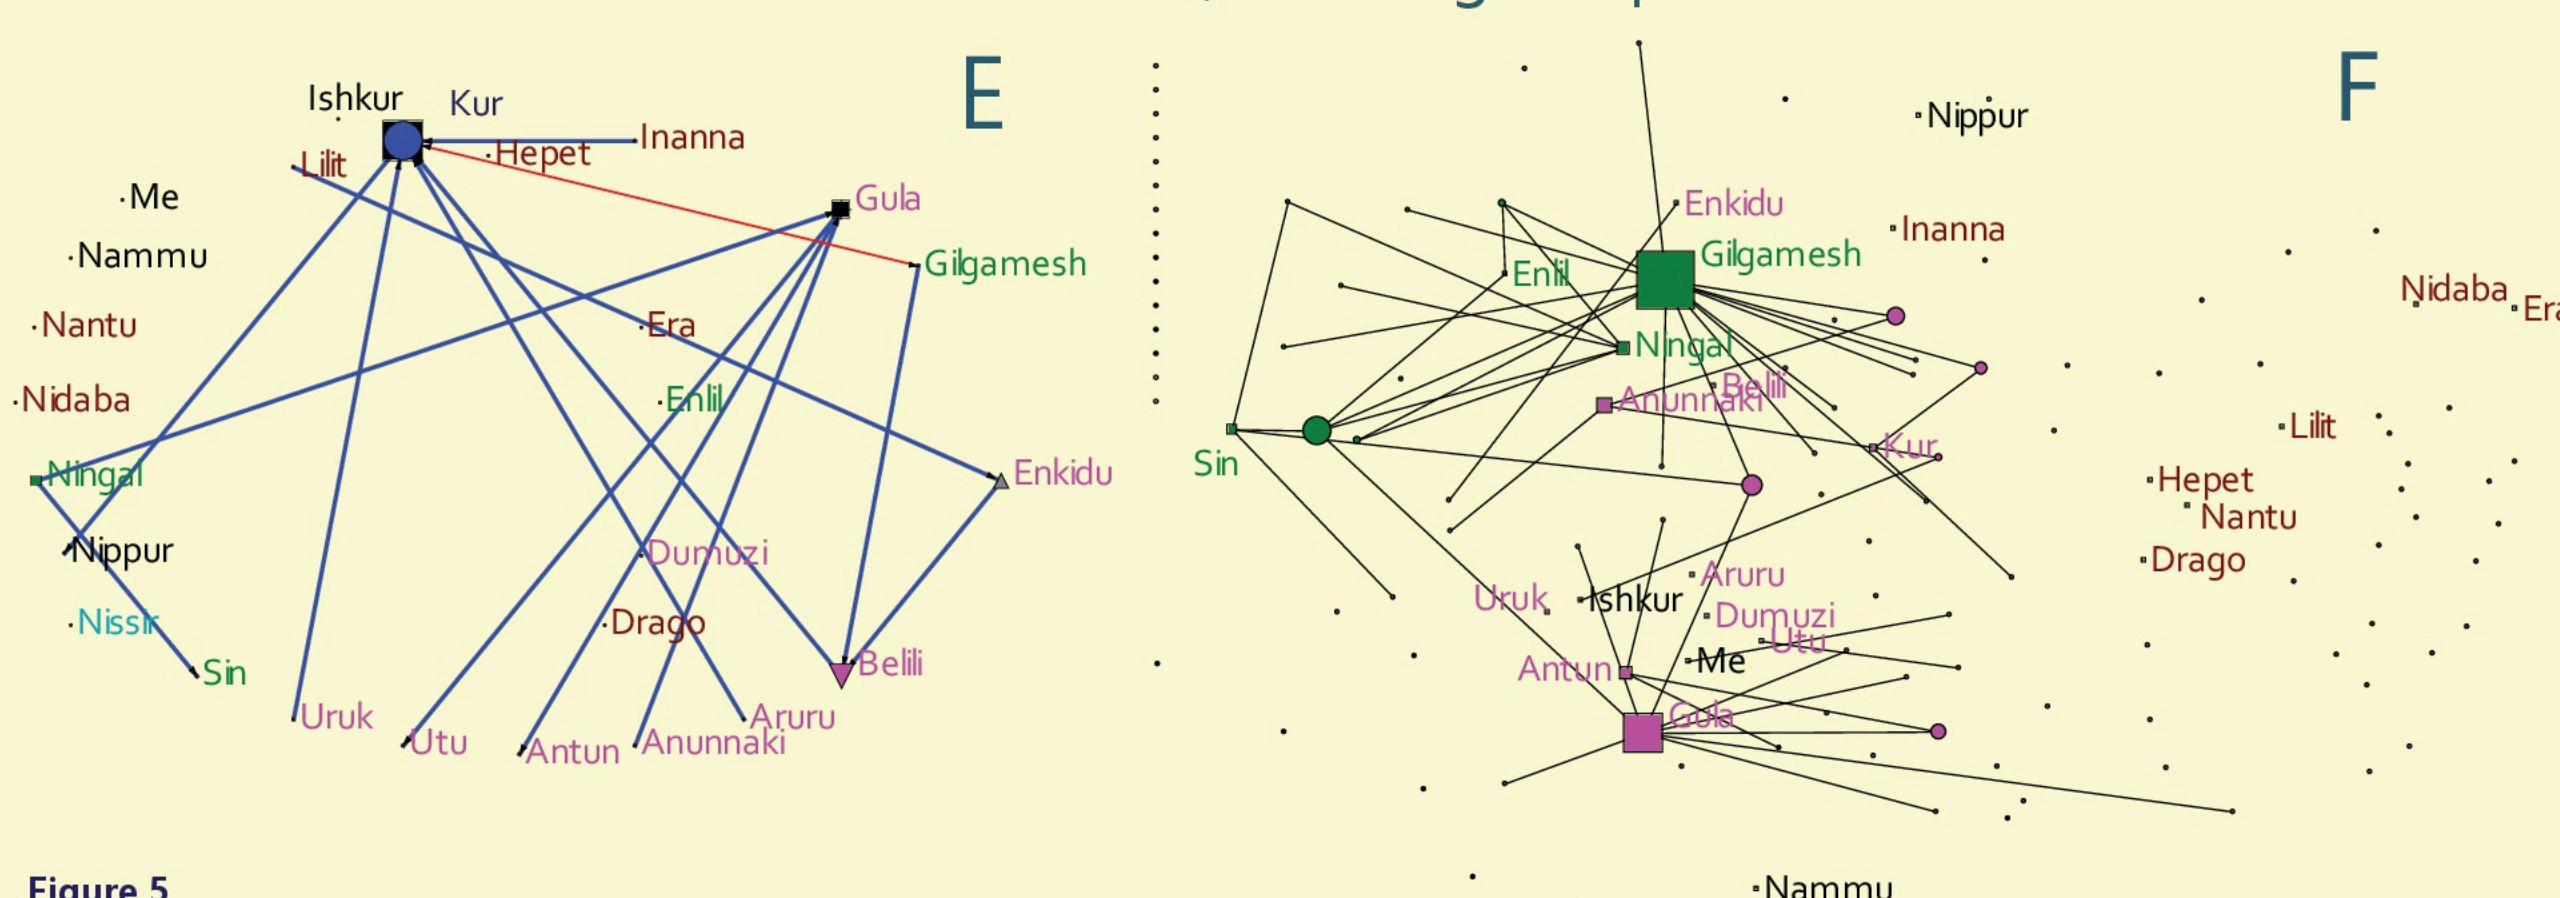 E
F
Ishkur
Kur
Inanna
Hepet
Lilit
Me
Gula
Nammu
Gilgamesh
Nantu
Era
Nidaba
Enlil
Ningal
Enkidu
Nippur
Dumuzi
Nissir
Drago
Sin
Belili
Uruk
Utu
Antun
Anunnaki
Aruru
Nippur
Enkidu
Inanna
Gilgamesh
Enlil
Nidaba
Era
Ningal
Belili
Anunnaki
Lilit
Kur
Sin
Hepet
Nantu
Drago
Aruru
Uruk
Ishkur
Dumuzi
Utu
Me
Antun
Gula
Nammu
Figure 5